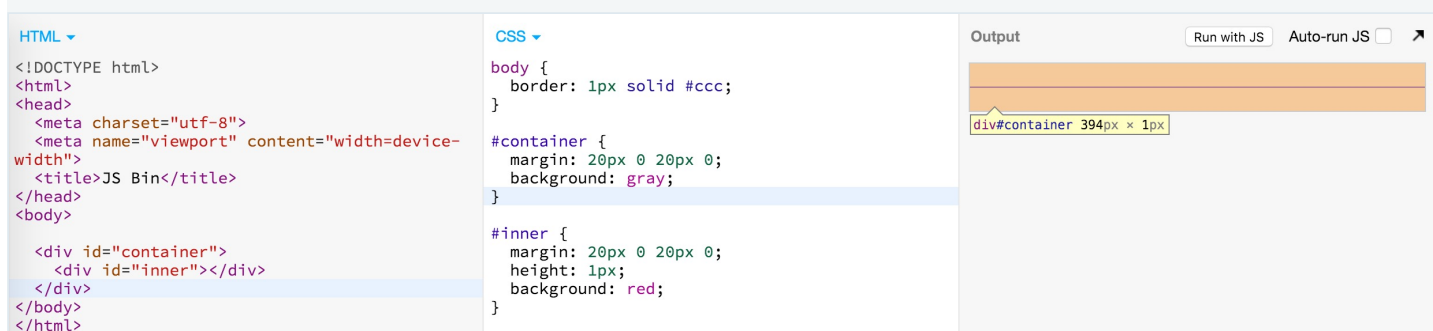 HTML
<!DOCTYPE html>
<html>
<head>
<meta charset="utf-8">
<meta name="viewport" content="width=device-
width">
<title>JS Bin</title>
</head>
<body>
<div id="container">
<div id="inner"></div>
</div>
</body>
</html>
CSS
body {
border: 1px solid #ccc;
}
#container {
margin: 20px 0 20px 0;
background: gray;
}
#inner {
margin: 20px 0 20px 0;
height: 1px;
background: red;
}
Output
Run with JS
Auto-run JS
div#container 394px × 1px